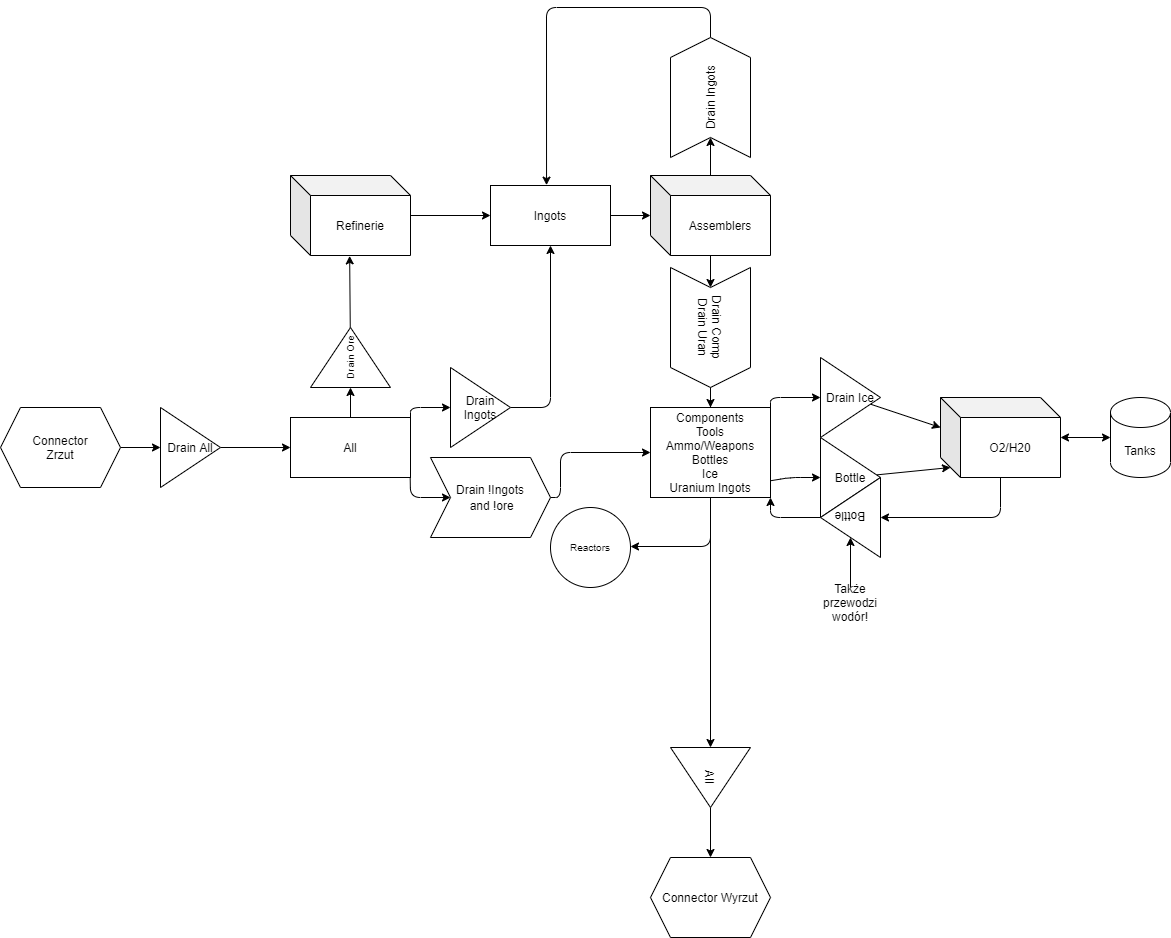 Drain Ingots
Refinerie
Ingots
Assemblers
Drain Comp
Drain Uran
Drain Ore
Drain
Ingots
Drain Ice
Connector
Zrzut
Drain All
All
Components
Tools
Ammo/Weapons
Bottles
Ice
Uranium Ingots
O2/H20
Tanks
Drain !Ingots
and !ore
Bottle
Bottle
Reactors
Także
przewodzi
wodór!
All
Connector Wyrzut